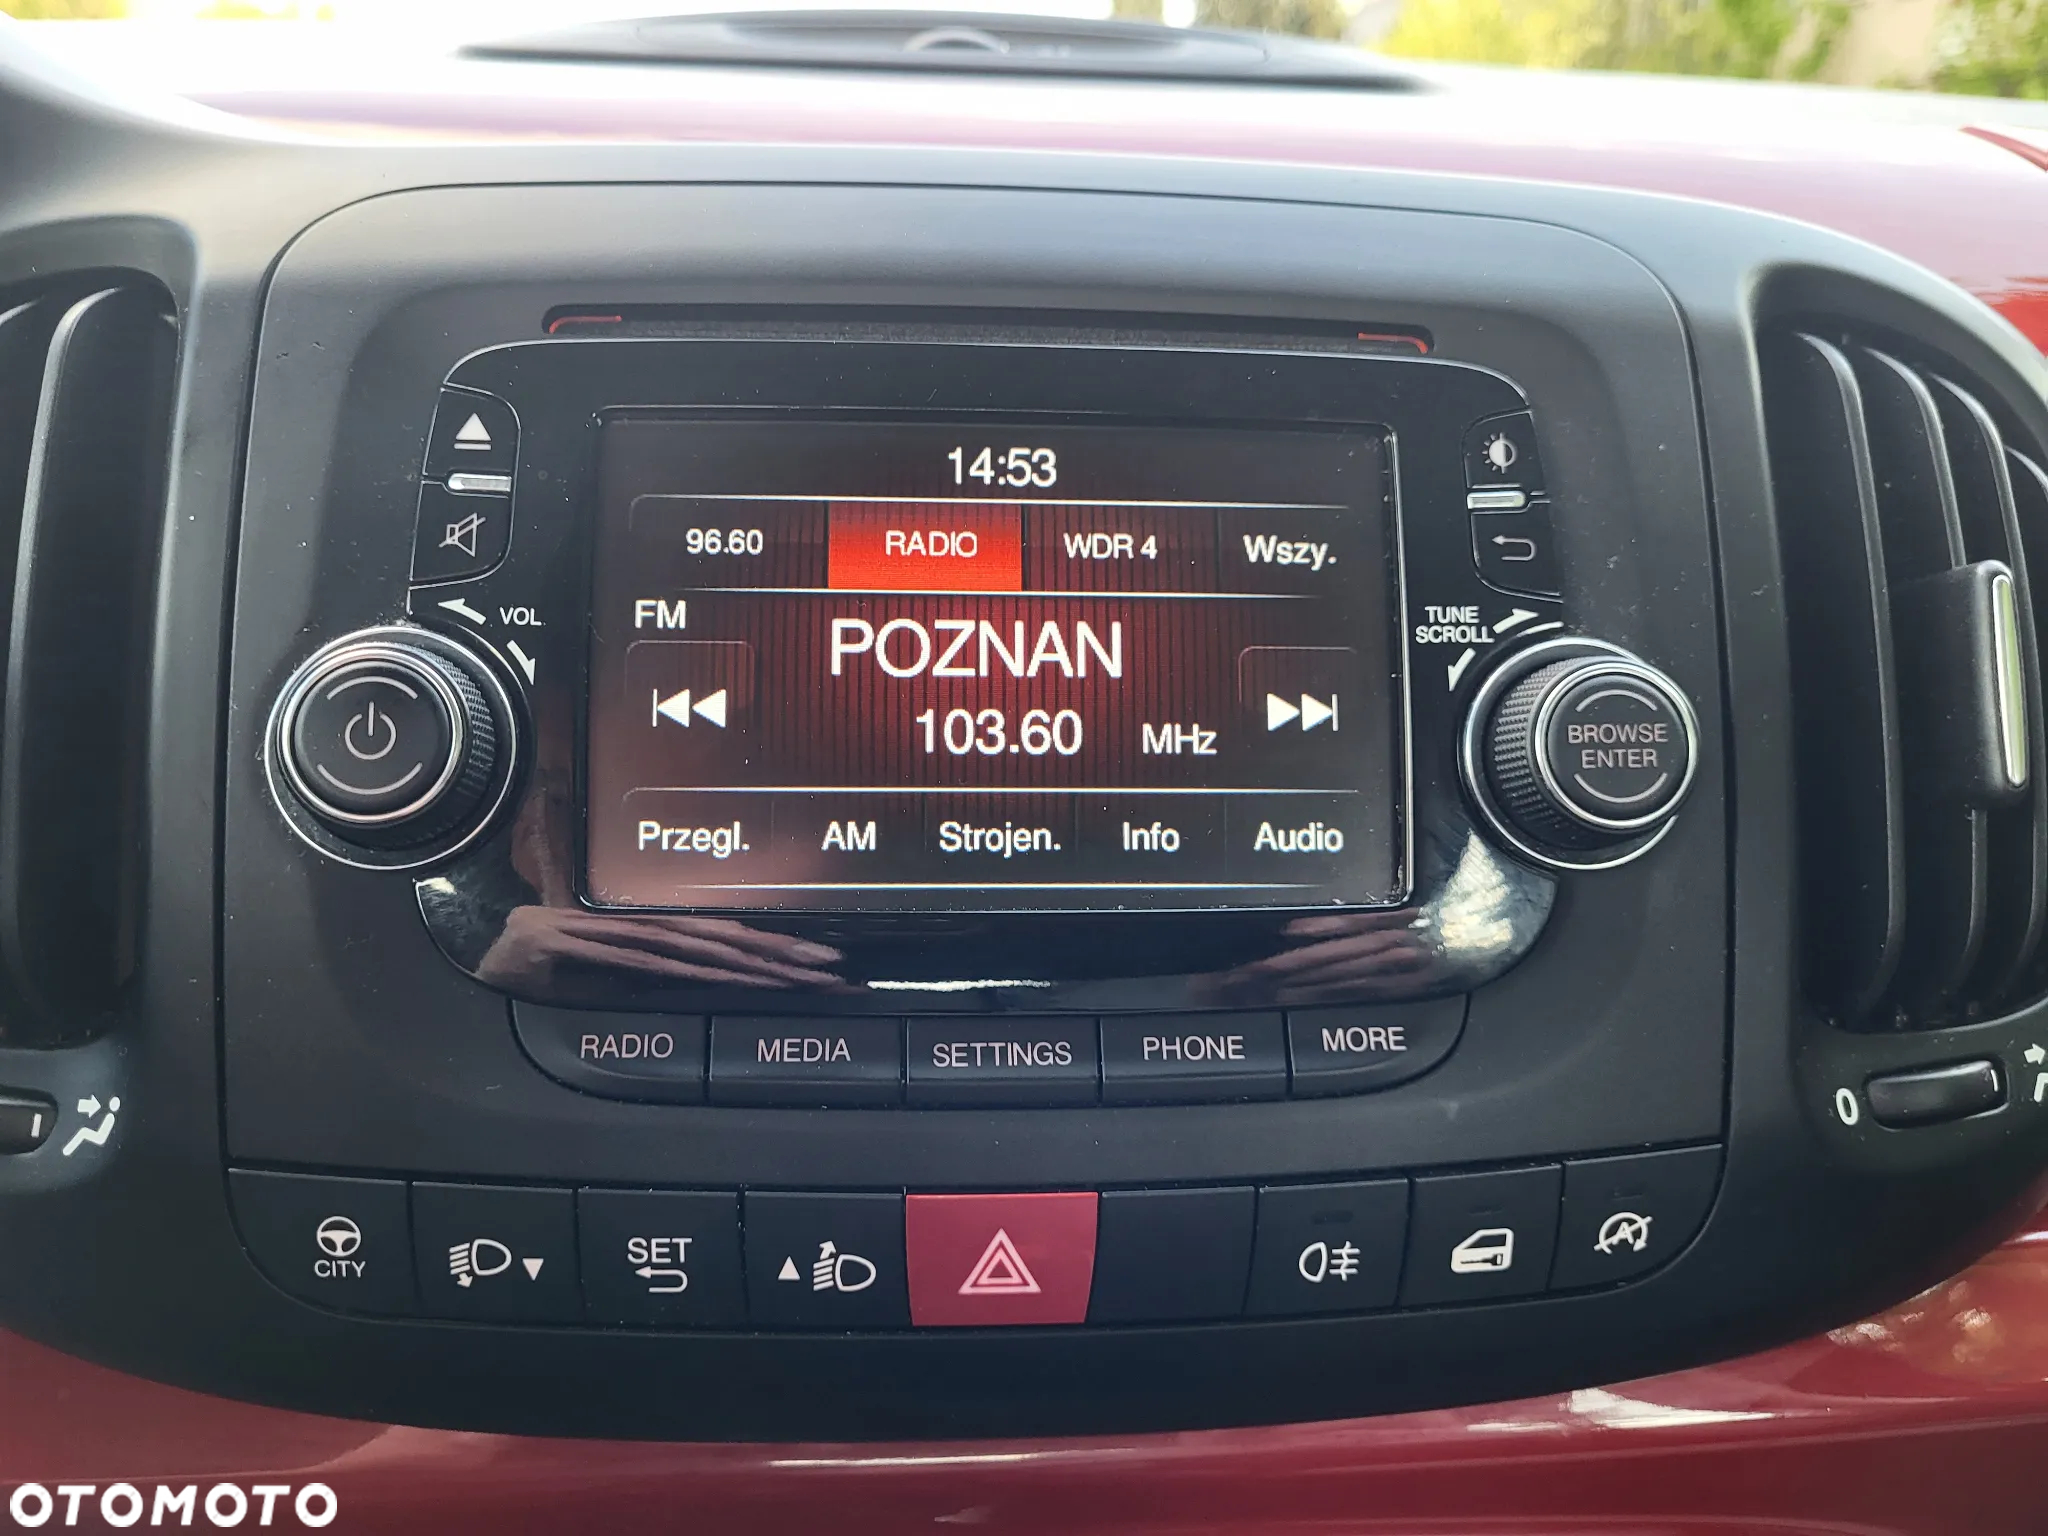 14:53
96.60 RADIO WDR 4 Wszy.
FM
VOL
POZNAN
TUNE
SCROLL
103.60 MHz
BROWSE
ENTER
Przegl. AM Strojen. Info Audio
RADIO MEDIA SETTINGS PHONE MORE
0
CITY
SET
A
OTOMOTO